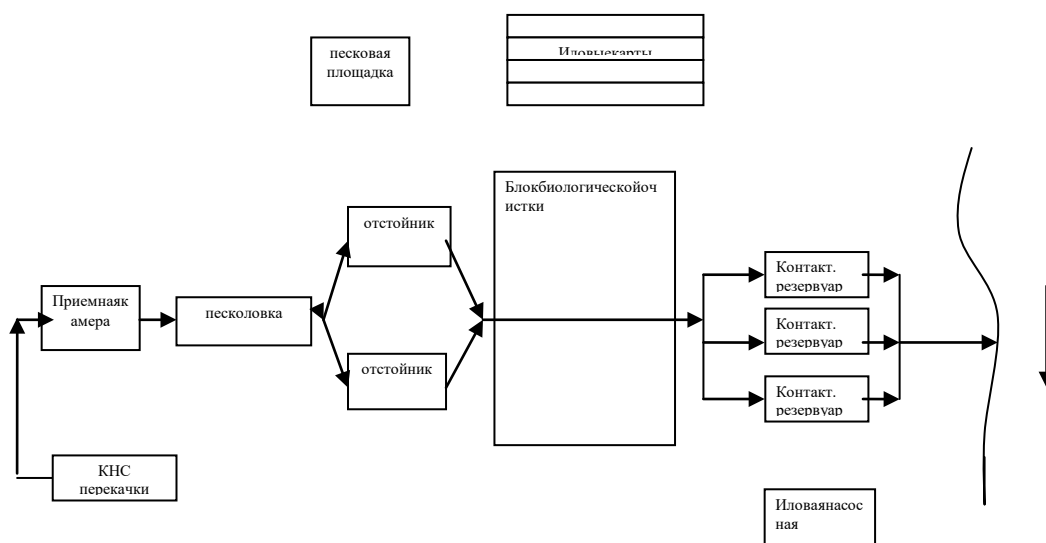 песковая
площадка
Иловыекарты
Блокбиологическойоч
истки
отстойник
Приемнаяк
амера
песколовка
отстойник
Контакт.
резервуар
Контакт.
резервуар
Контакт.
резервуар
КНС
перекачки
Иловаянасос
ная